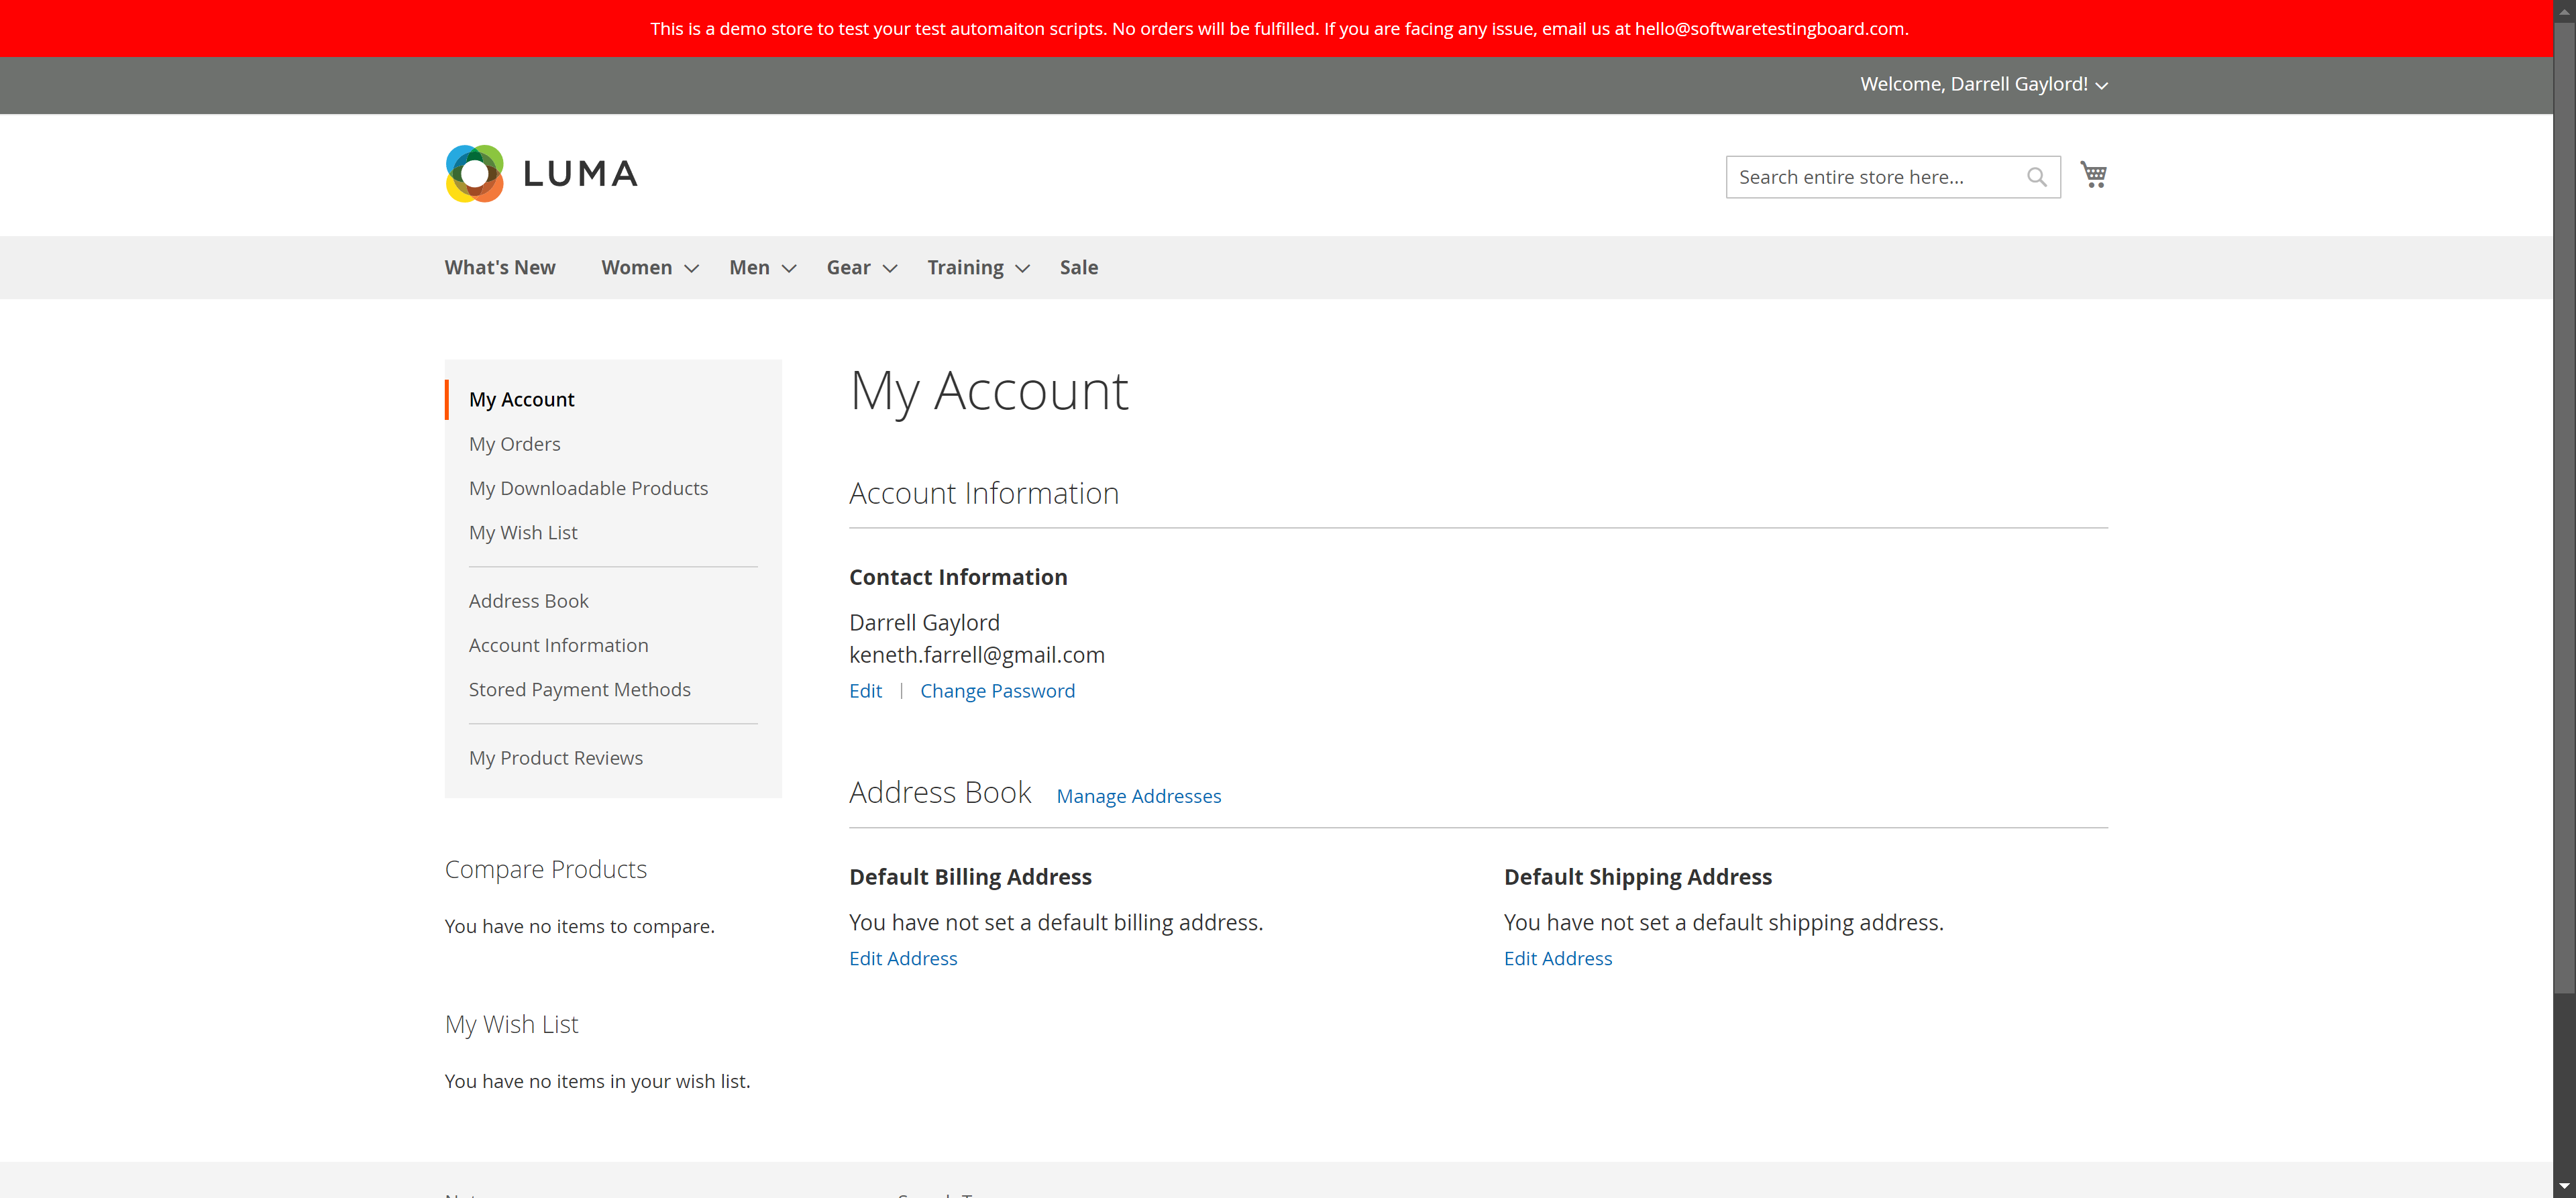 This is a demo store to test your test automaiton scripts. No orders will be fulfilled. If you are facing any issue, email us at hello@softwaretestingboard.com.
Welcome, Darrell Gaylord!
LUMA
Search entire store here...
What's New Women Men Gear Training Sale
My Account
My Orders
My Downloadable Products
My Wish List
Address Book
Account Information
Stored Payment Methods
My Product Reviews
Compare Products
You have no items to compare.
My Wish List
You have no items in your wish list.
My Account
Account Information
Contact Information
Darrell Gaylord
keneth.farrell@gmail.com
Edit | Change Password
Address Book Manage Addresses
Default Billing Address
You have not set a default billing address.
Edit Address
Default Shipping Address
You have not set a default shipping address.
Edit Address